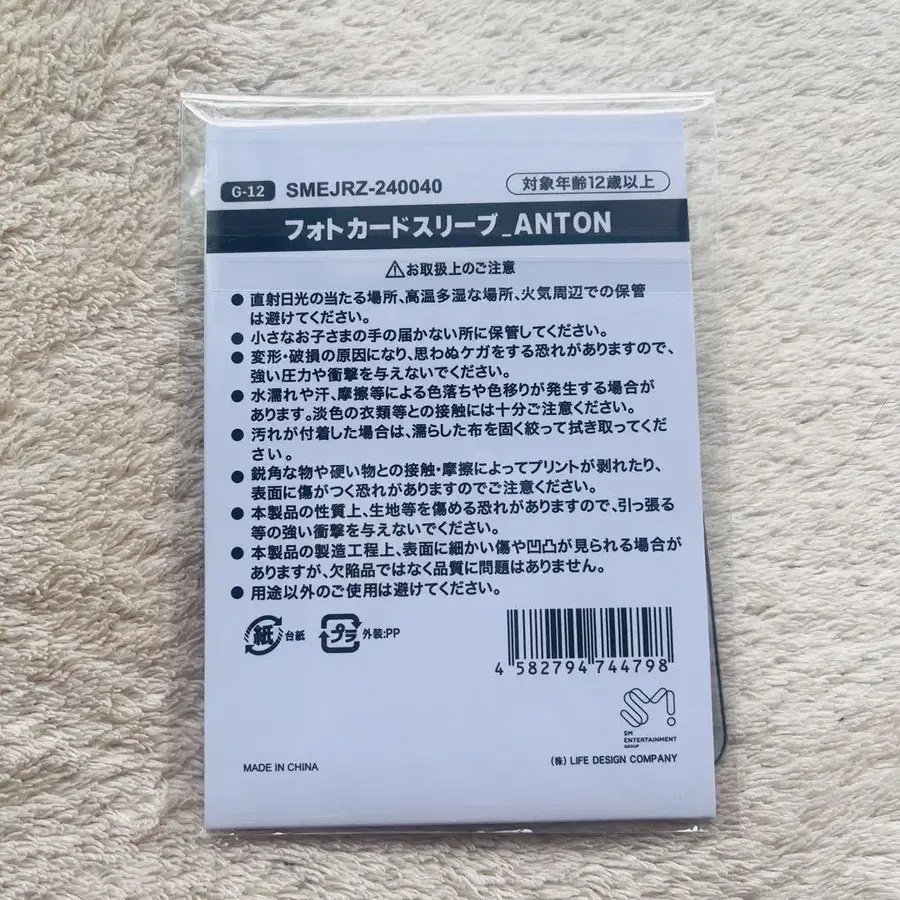 G-12 SMEJRZ-240040 対象年齢12歳以上
フォトカードスリーブ_ANTON
⚠お取扱上のご注意
● 直射日光の当たる場所、高温多湿な場所、火気周辺での保管
は避けてください。
● 小さなお子さまの手の届かない所に保管してください。
● 変形・破損の原因になり、思わぬケガをする恐れがありますので、
強い圧力や衝撃を与えないでください。
● 水濡れや汗、摩擦等による色落ちや色移りが発生する場合が
あります。淡色の衣類等との接触には十分ご注意ください。
● 汚れが付着した場合は、濡らした布を固く絞って拭き取ってくだ
さい。
● 鋭角な物や硬い物との接触・摩擦によってプリントが剥れたり、
表面に傷がつく恐れがありますのでご注意ください。
● 本製品の性質上、生地等を傷める恐れがありますので、引っ張る
等の強い衝撃を与えないでください。
● 本製品の製造工程上、表面に細かい傷や凹凸が見られる場合が
ありますが、欠陥品ではなく品質に問題はありません。
● 用途以外のご使用は避けてください。
紙 台紙 プラ 外装:PP
4 582794 744798
SM!
SM
ENTERTAINMENT
GROUP
MADE IN CHINA (株) LIFE DESIGN COMPANY